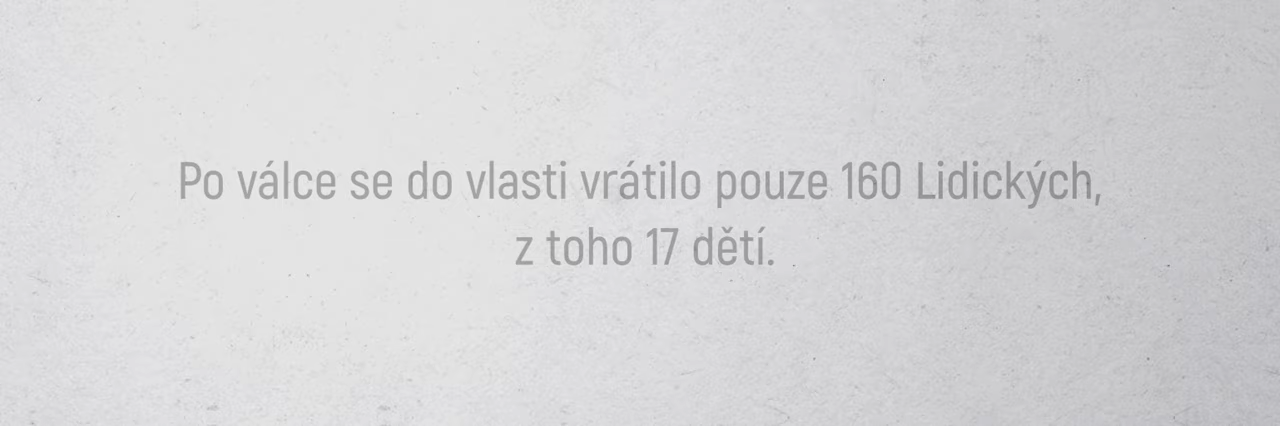 Po válce se do vlasti vrátilo pouze 160 Lidických,
z toho 17 dětí.